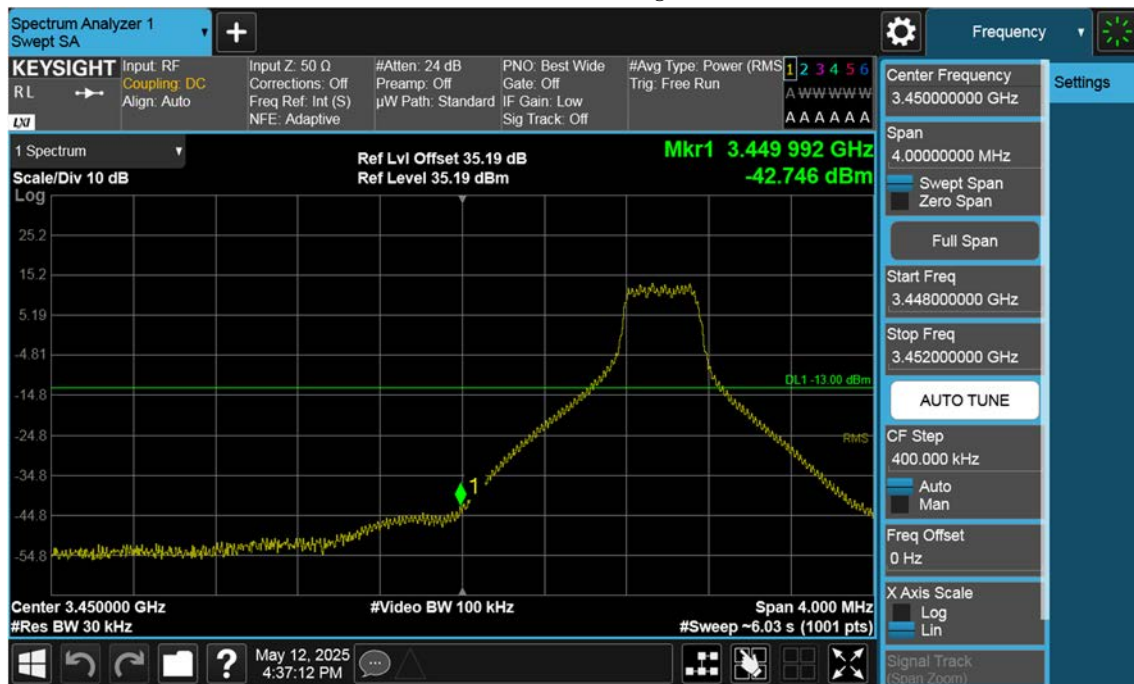 Spectrum Analyzer 1
Swept SA
Frequency
KEYSIGHT
RL
LXI
Input: RF
Coupling: DC
Align: Auto
Input Z: 50 Ω
Corrections: Off
Freq Ref: Int (S)
NFE: Adaptive
#Atten: 24 dB
Preamp: Off
µW Path: Standard
PNO: Best Wide
Gate: Off
IF Gain: Low
Sig Track: Off
#Avg Type: Power (RMS
Trig: Free Run
1 2 3 4 5 6
A W W W W W
A A A A A A
1 Spectrum
Scale/Div 10 dB
Ref Lvl Offset 35.19 dB
Ref Level 35.19 dBm
Mkr1 3.449 992 GHz
-42.746 dBm
Log
25.2
15.2
5.19
-4.81
-14.8
-24.8
-34.8
-44.8
-54.8
DL1 -13.00 dBm
RMS
1
Center 3.450000 GHz
#Res BW 30 kHz
#Video BW 100 kHz
Span 4.000 MHz
#Sweep ~6.03 s (1001 pts)
Center Frequency
3.450000000 GHz
Settings
Span
4.00000000 MHz
Swept Span
Zero Span
Full Span
Start Freq
3.448000000 GHz
Stop Freq
3.452000000 GHz
AUTO TUNE
CF Step
400.000 kHz
Auto
Man
Freq Offset
0 Hz
X Axis Scale
Log
Lin
Signal Track
(Span Zoom)
?
May 12, 2025
4:37:12 PM